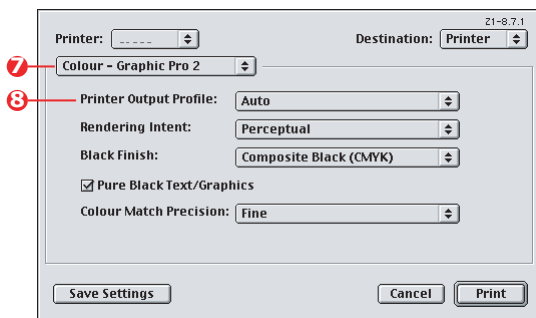 Z1-8.7.1
Printer: _ _ _ _ _ Destination: Printer
7 Colour - Graphic Pro 2
8 Printer Output Profile: Auto
Rendering Intent: Perceptual
Black Finish: Composite Black (CMYK)
Pure Black Text/Graphics
Colour Match Precision: Fine
Save Settings Cancel Print